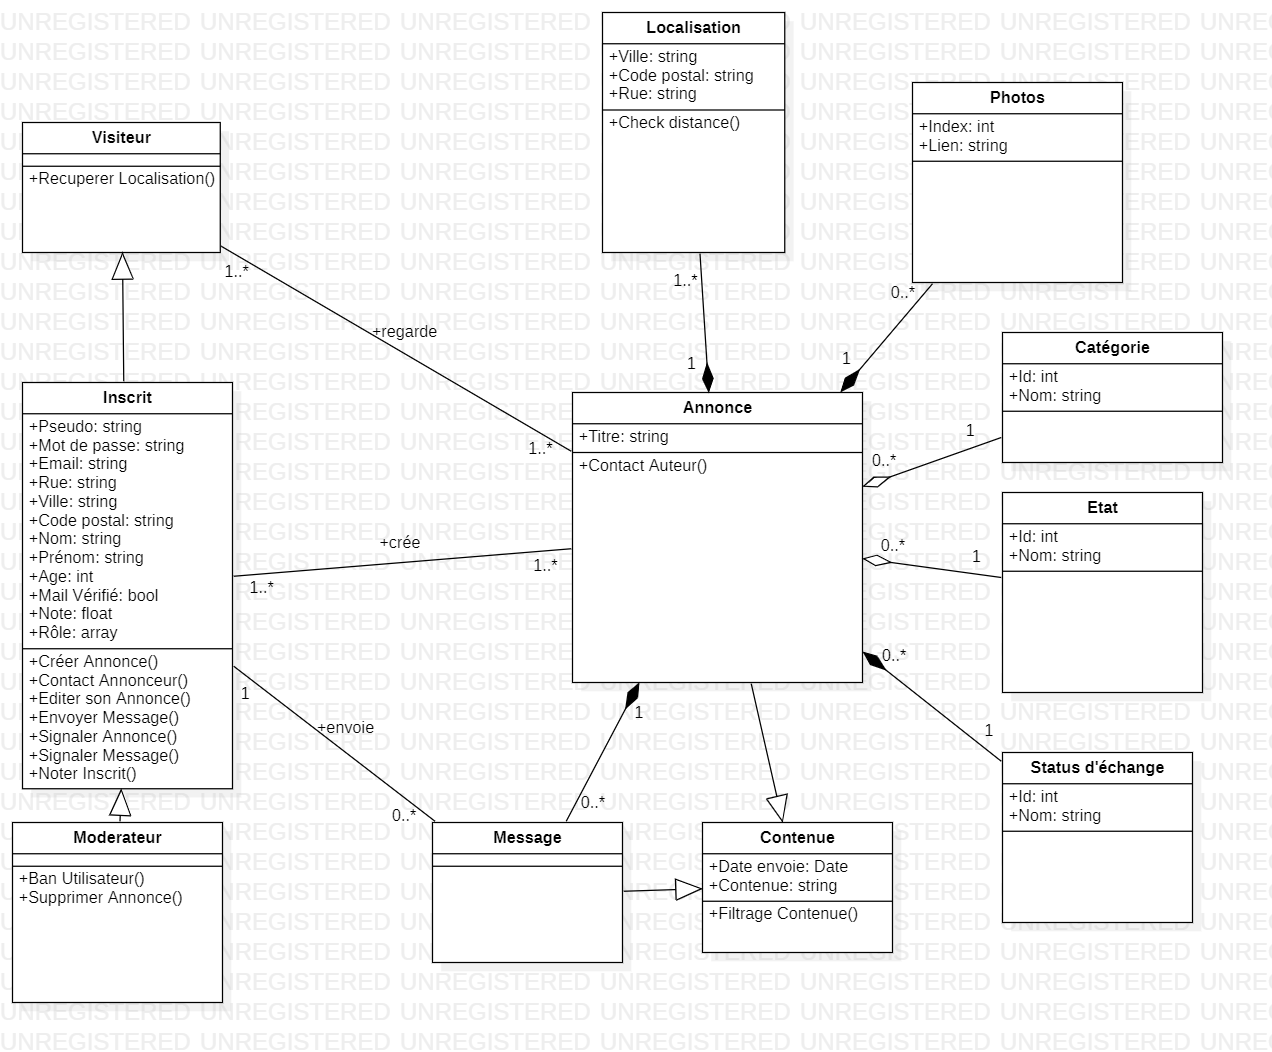 Localisation
+Ville: string
+Code postal: string
+Rue: string
+Check distance()
Photos
+Index: int
+Lien: string
Visiteur
+Recuperer Localisation()
1..*
+regarde
1..*
1..*
1
0..*
1
Catégorie
+Id: int
+Nom: string
1
0..*
Inscrit
+Pseudo: string
+Mot de passe: string
+Email: string
+Rue: string
+Ville: string
+Code postal: string
+Nom: string
+Prénom: string
+Age: int
+Mail Vérifié: bool
+Note: float
+Rôle: array
+Créer Annonce()
+Contact Annonceur()
+Editer son Annonce()
+Envoyer Message()
+Signaler Annonce()
+Signaler Message()
+Noter Inscrit()
Annonce
+Titre: string
+Contact Auteur()
+crée
1..*
1..*
Etat
+Id: int
+Nom: string
0..*
1
0..*
1
1
+envoie
0..*
1
0..*
Status d'échange
+Id: int
+Nom: string
Moderateur
+Ban Utilisateur()
+Supprimer Annonce()
Message
Contenue
+Date envoie: Date
+Contenue: string
+Filtrage Contenue()
UNREGISTERED